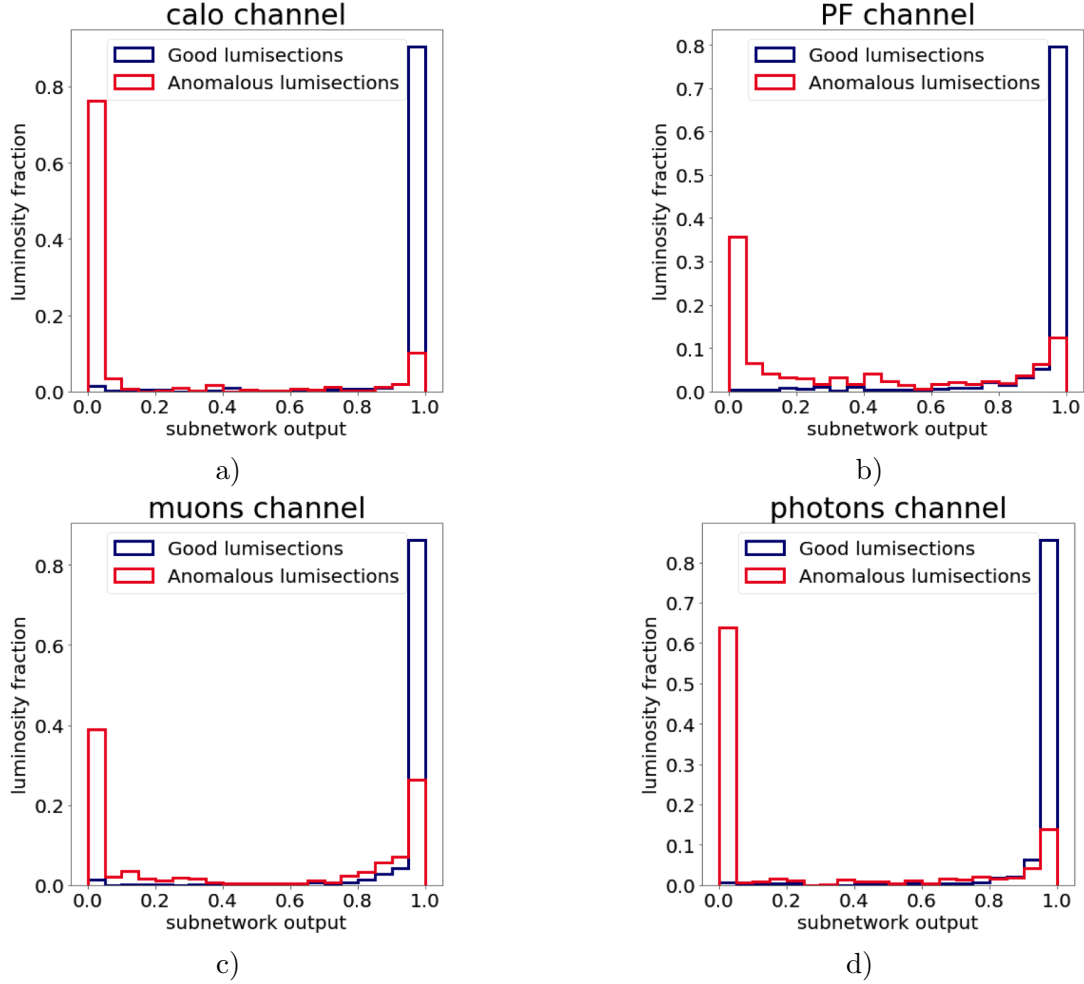 calo channel
Good lumisections
Anomalous lumisections
luminosity fraction
0.8
0.6
0.4
0.2
0.0
0.0 0.2 0.4 0.6 0.8 1.0
subnetwork output
a)
PF channel
Good lumisections
Anomalous lumisections
luminosity fraction
0.8
0.7
0.6
0.5
0.4
0.3
0.2
0.1
0.0
0.0 0.2 0.4 0.6 0.8 1.0
subnetwork output
b)
muons channel
Good lumisections
Anomalous lumisections
luminosity fraction
0.8
0.6
0.4
0.2
0.0
0.0 0.2 0.4 0.6 0.8 1.0
subnetwork output
c)
photons channel
Good lumisections
Anomalous lumisections
luminosity fraction
0.8
0.7
0.6
0.5
0.4
0.3
0.2
0.1
0.0
0.0 0.2 0.4 0.6 0.8 1.0
subnetwork output
d)